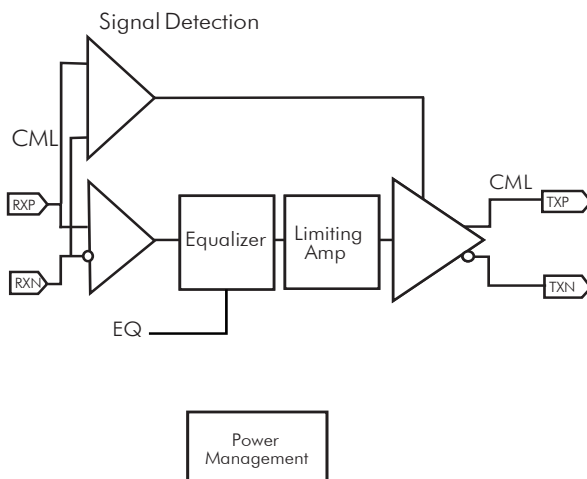 Signal Detection
CML
RXP
CML
TXP
Equalizer
Limiting
Amp
RXN
TXN
EQ
Power
Management